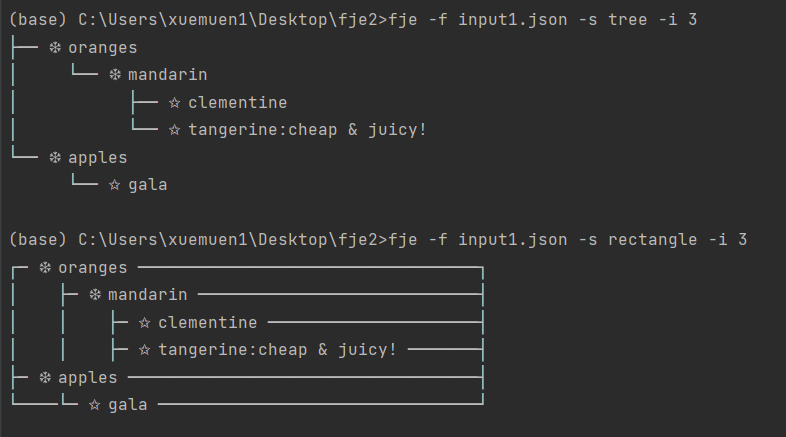 (base) C:\Users\xuemuen1\Desktop\fje2>fje -f input1.json -s tree -i 3
├── ❆ oranges
│     └── ❆ mandarin
│           ├── ☆ clementine
│           └── ☆ tangerine:cheap & juicy!
└── ❆ apples
      └── ☆ gala
(base) C:\Users\xuemuen1\Desktop\fje2>fje -f input1.json -s rectangle -i 3
┌─ ❆ oranges ───────────────────────────────────┐
│    ├─ ❆ mandarin ─────────────────────────────┤
│    │    ├─ ☆ clementine ──────────────────────┤
│    │    ├─ ☆ tangerine:cheap & juicy! ────────┤
├─ ❆ apples ────────────────────────────────────┤
└────└─ ☆ gala ─────────────────────────────────┘